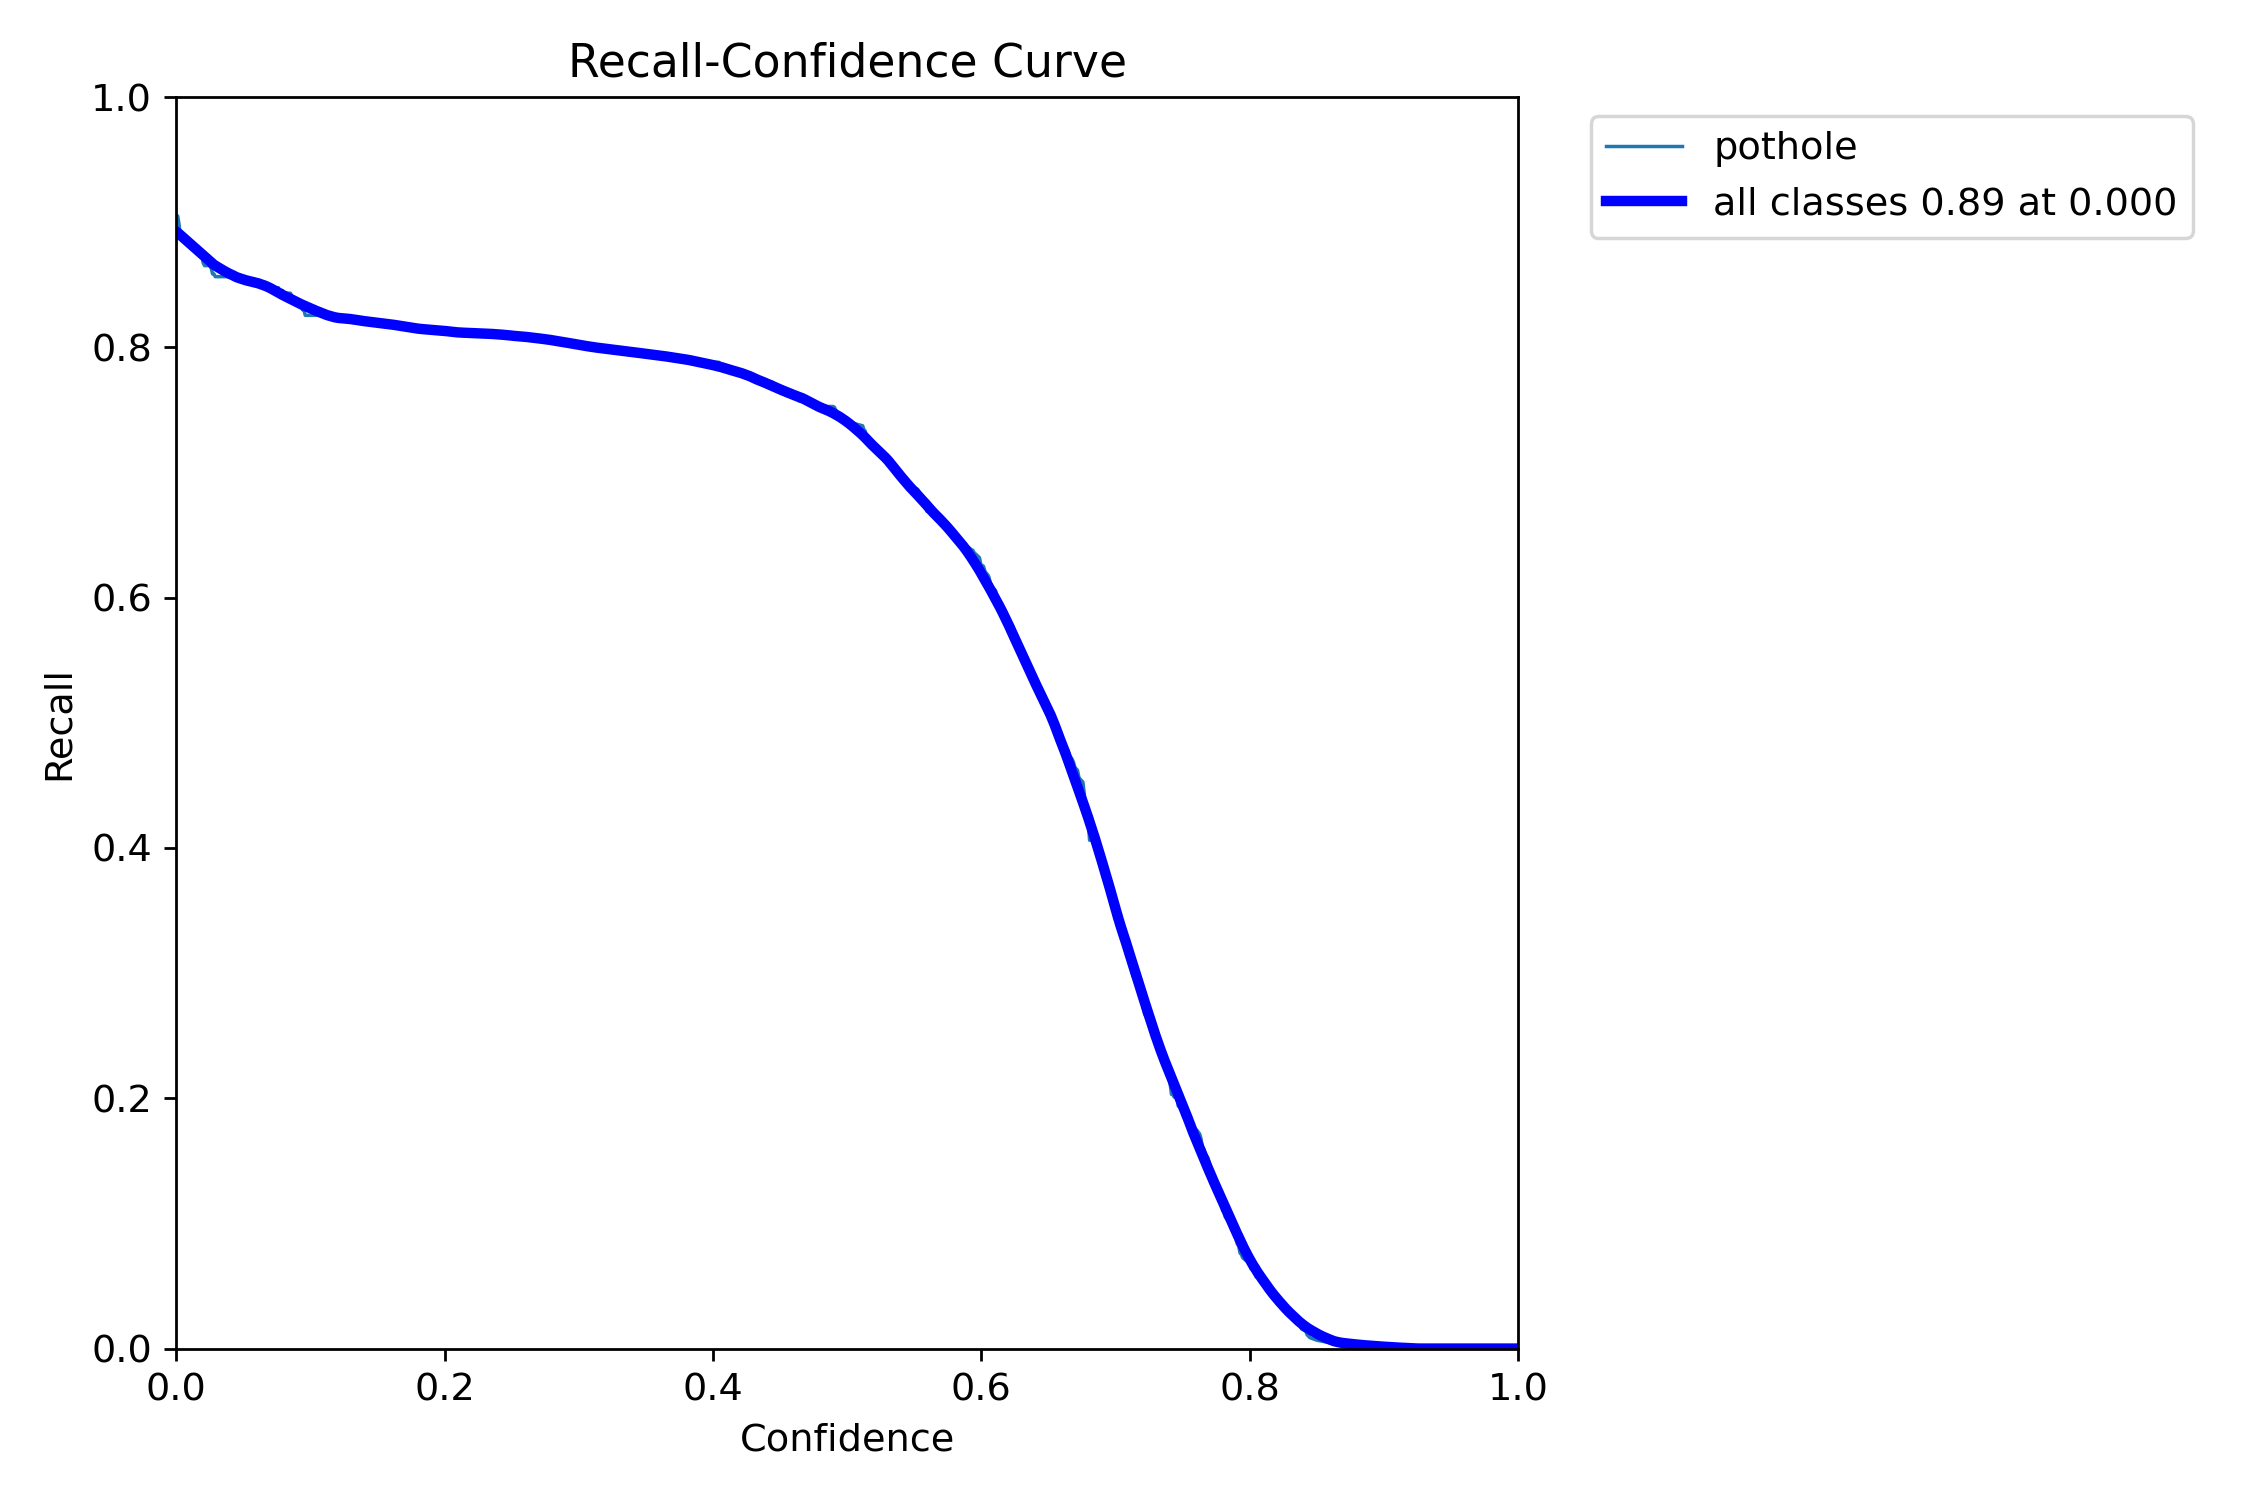 Recall-Confidence Curve
1.0
0.8
0.6
0.4
0.2
0.0
Recall
0.0 0.2 0.4 0.6 0.8 1.0
Confidence
pothole
all classes 0.89 at 0.000